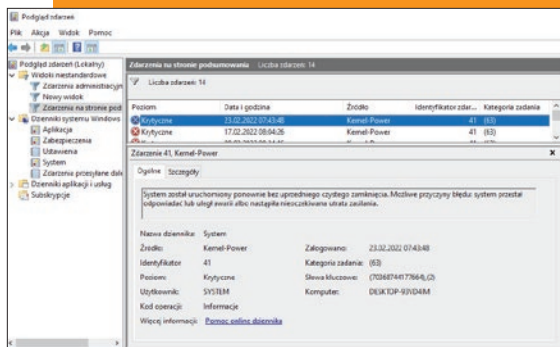 Podgląd zdarzeń
Plik Akcja Widok Pomoc
Podgląd zdarzeń (Lokalny)
Widoki niestandardowe
Zdarzenia administracyjn
Nowy widok
Zdarzenia na stronie pod
Dzienniki systemu Windows
Aplikacja
Zabezpieczenia
Ustawienia
System
Zdarzenia przesyłane dale
Dzienniki aplikacji i usług
Subskrypcje
Zdarzenia na stronie podsumowania Liczba zdarzeń: 14
Liczba zdarzeń: 14
Poziom Data i godzina Źródło Identyfikator zdar... Kategoria zadania
Krytyczne 23.02.2022 07:43:48 Kernel-Power 41 (63)
Krytyczne 17.02.2022 08:04:26 Kernel-Power 41 (63)
Zdarzenie 41, Kernel-Power
Ogólne Szczegóły
System został uruchomiony ponownie bez uprzedniego czystego zamknięcia. Możliwe przyczyny błędu: system przestał
odpowiadać lub uległ awarii albo nastąpiła nieoczekiwana utrata zasilania.
Nazwa dziennika: System
Źródło: Kernel-Power Zalogowano: 23.02.2022 07:43:48
Identyfikator 41 Kategoria zadania: (63)
Poziom: Krytyczne Słowa kluczowe: (70368744177664),(2)
Użytkownik: SYSTEM Komputer:
Kod operacji: Informacje
Więcej informacji: Pomoc online dziennika